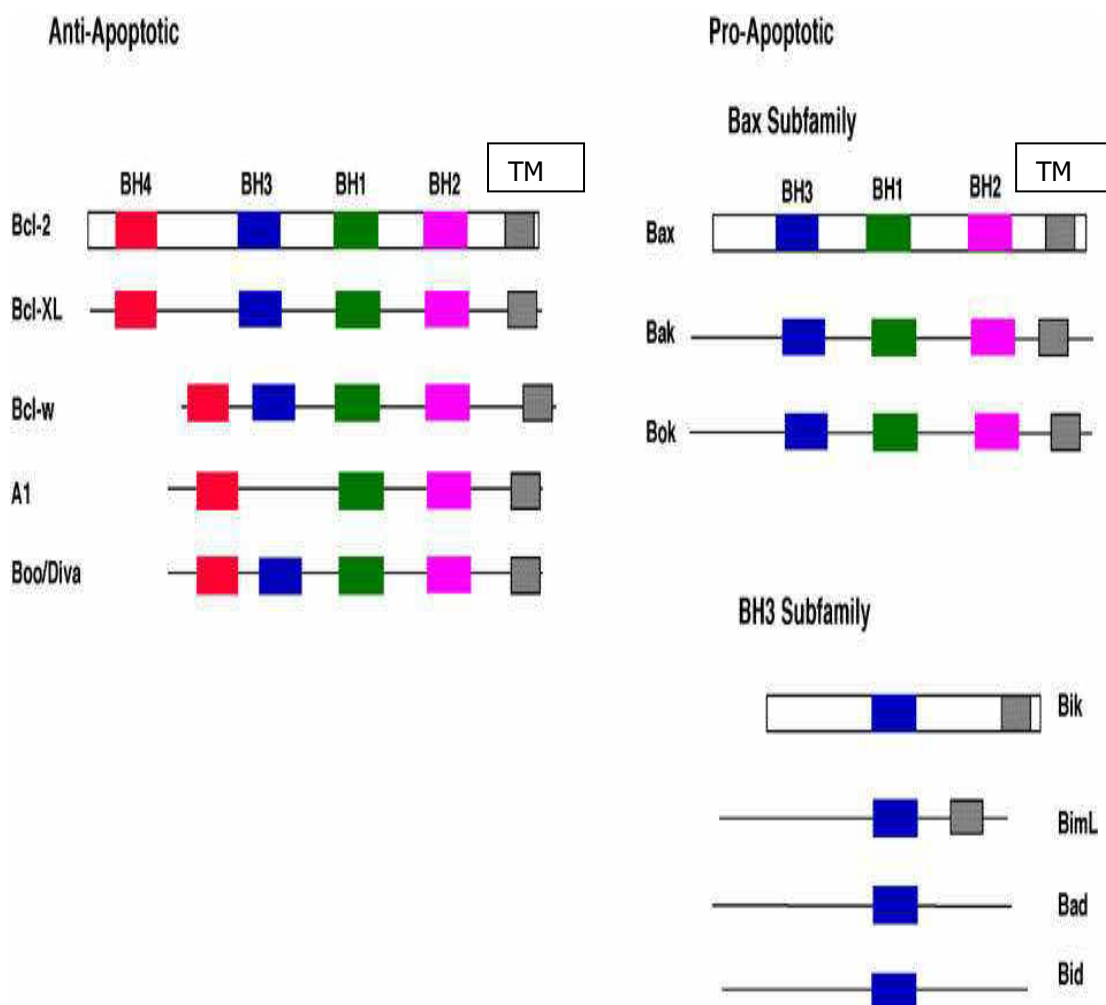 Anti-Apoptotic
BH4 BH3 BH1 BH2 TM
Bcl-2
Bcl-XL
Bcl-w
A1
Boo/Diva
Pro-Apoptotic
Bax Subfamily
BH3 BH1 BH2 TM
Bax
Bak
Bok
BH3 Subfamily
Bik
BimL
Bad
Bid